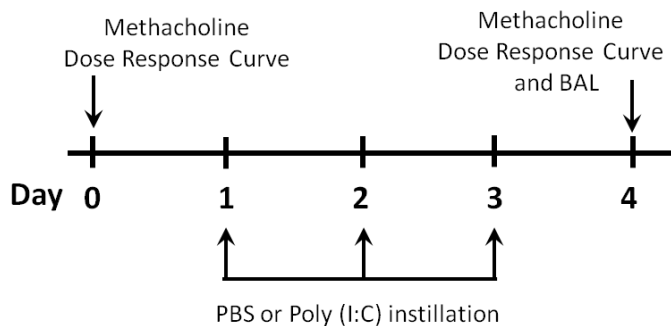 Methacholine
Dose Response Curve
Methacholine
Dose Response Curve
and BAL
Day 0 1 2 3 4
PBS or Poly (I:C) instillation